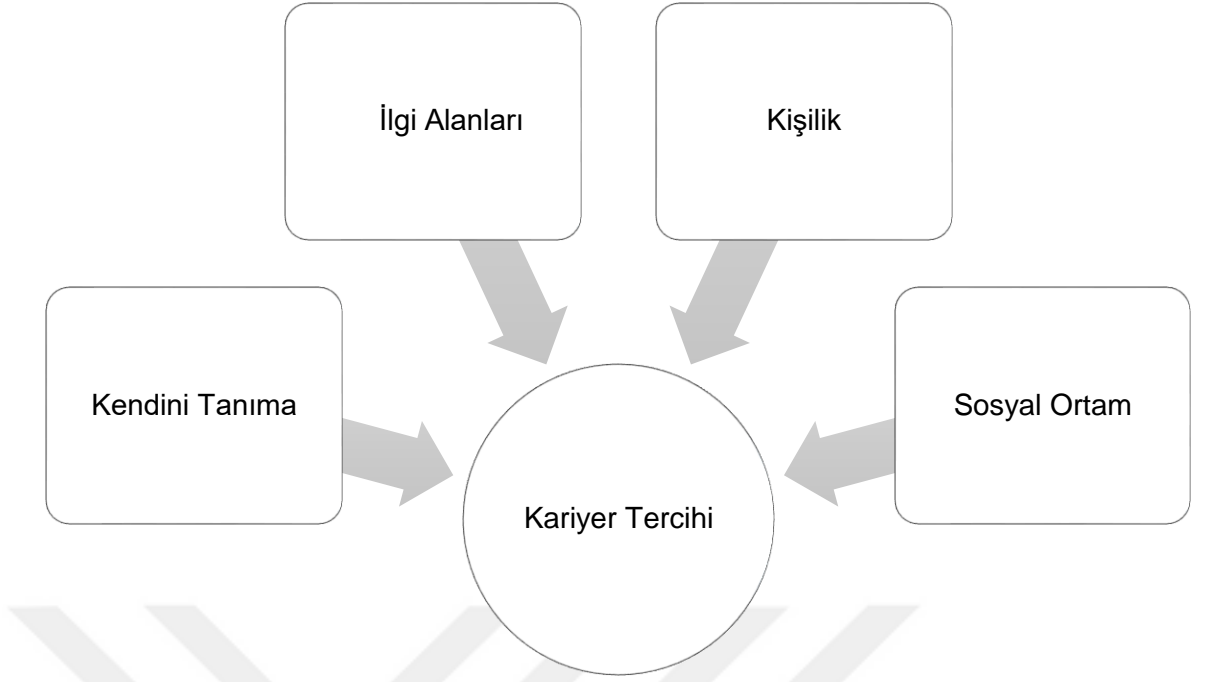 İlgi Alanları
Kişilik
Kendini Tanıma
Sosyal Ortam
Kariyer Tercihi